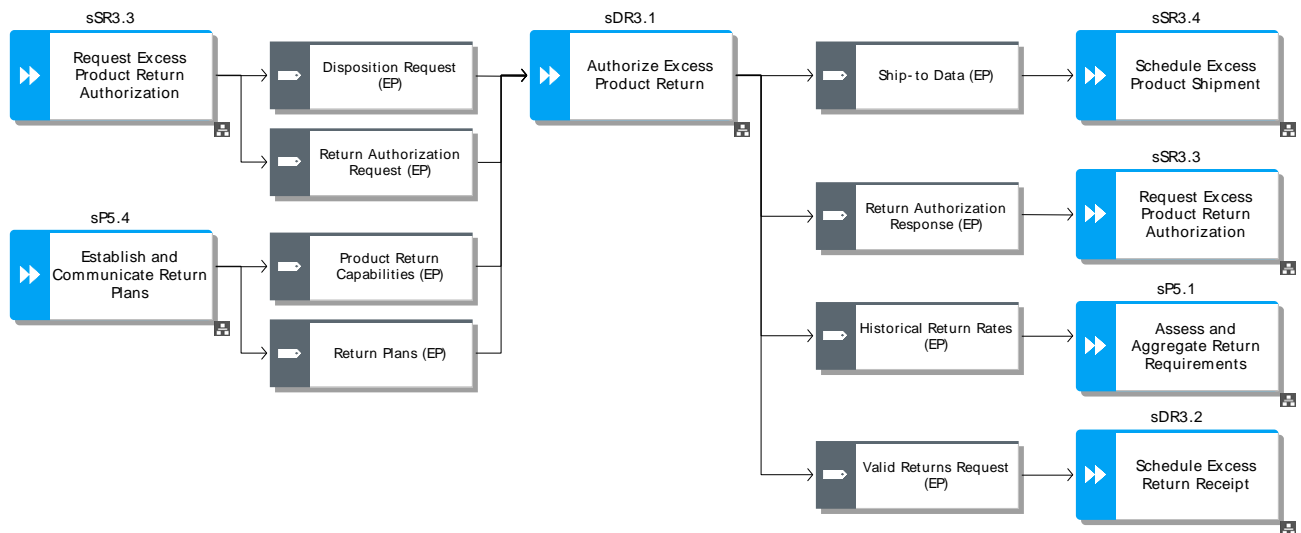 sSR3.3
Request Excess
Product Return
Authorization
Disposition Request
(EP)
Return Authorization
Request (EP)
sP5.4
Establish and
Communicate Return
Plans
Product Return
Capabilities (EP)
Return Plans (EP)
sDR3.1
Authorize Excess
Product Return
Ship-to Data (EP)
sSR3.4
Schedule Excess
Product Shipment
Return Authorization
Response (EP)
sSR3.3
Request Excess
Product Return
Authorization
Historical Return Rates
(EP)
sP5.1
Assess and
Aggregate Return
Requirements
Valid Returns Request
(EP)
sDR3.2
Schedule Excess
Return Receipt